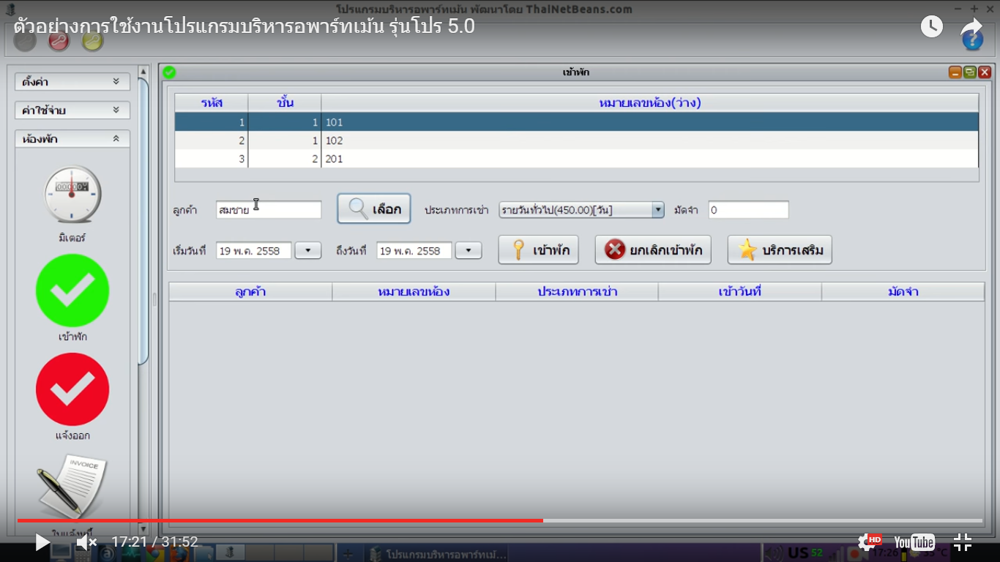 โปรแกรมบริหารอพาร์ทเม้น พัฒนาโดย ThaiNetBeans.com
ตัวอย่างการใช้งานโปรแกรมบริหารอพาร์ทเม้น รุ่นโปร 5.0
ตั้งค่า
ค่าใช้จ่าย
ห้องพัก
มิเตอร์
เข้าพัก
แจ้งออก
INVOICE
ใบแจ้งหนี้
เข้าพัก
รหัส ชั้น หมายเลขห้อง(ว่าง)
1 1 101
2 1 102
3 2 201
ลูกค้า สมชาย เลือก ประเภทการเช่า รายวันทั่วไป(450.00)[วัน] มัดจำ 0
เริ่มวันที่ 19 พ.ค. 2558 ถึงวันที่ 19 พ.ค. 2558 เข้าพัก ยกเลิกเข้าพัก บริการเสริม
ลูกค้า หมายเลขห้อง ประเภทการเช่า เข้าวันที่ มัดจำ
17:21 / 31:52 HD YouTube
โปรแกรมบริหารอพาร์ทเม้... US 52 17:26